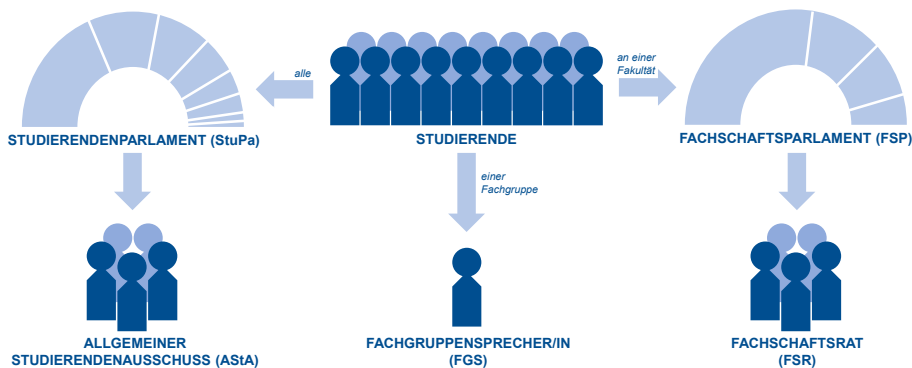 alle
an einer
Fakultät
STUDIERENDENPARLAMENT (StuPa)
STUDIERENDE
FACHSCHAFTSPARLAMENT (FSP)
einer
Fachgruppe
ALLGEMEINER
STUDIERENDENAUSSCHUSS (AStA)
FACHGRUPPENSPRECHER/IN
(FGS)
FACHSCHAFTSRAT
(FSR)